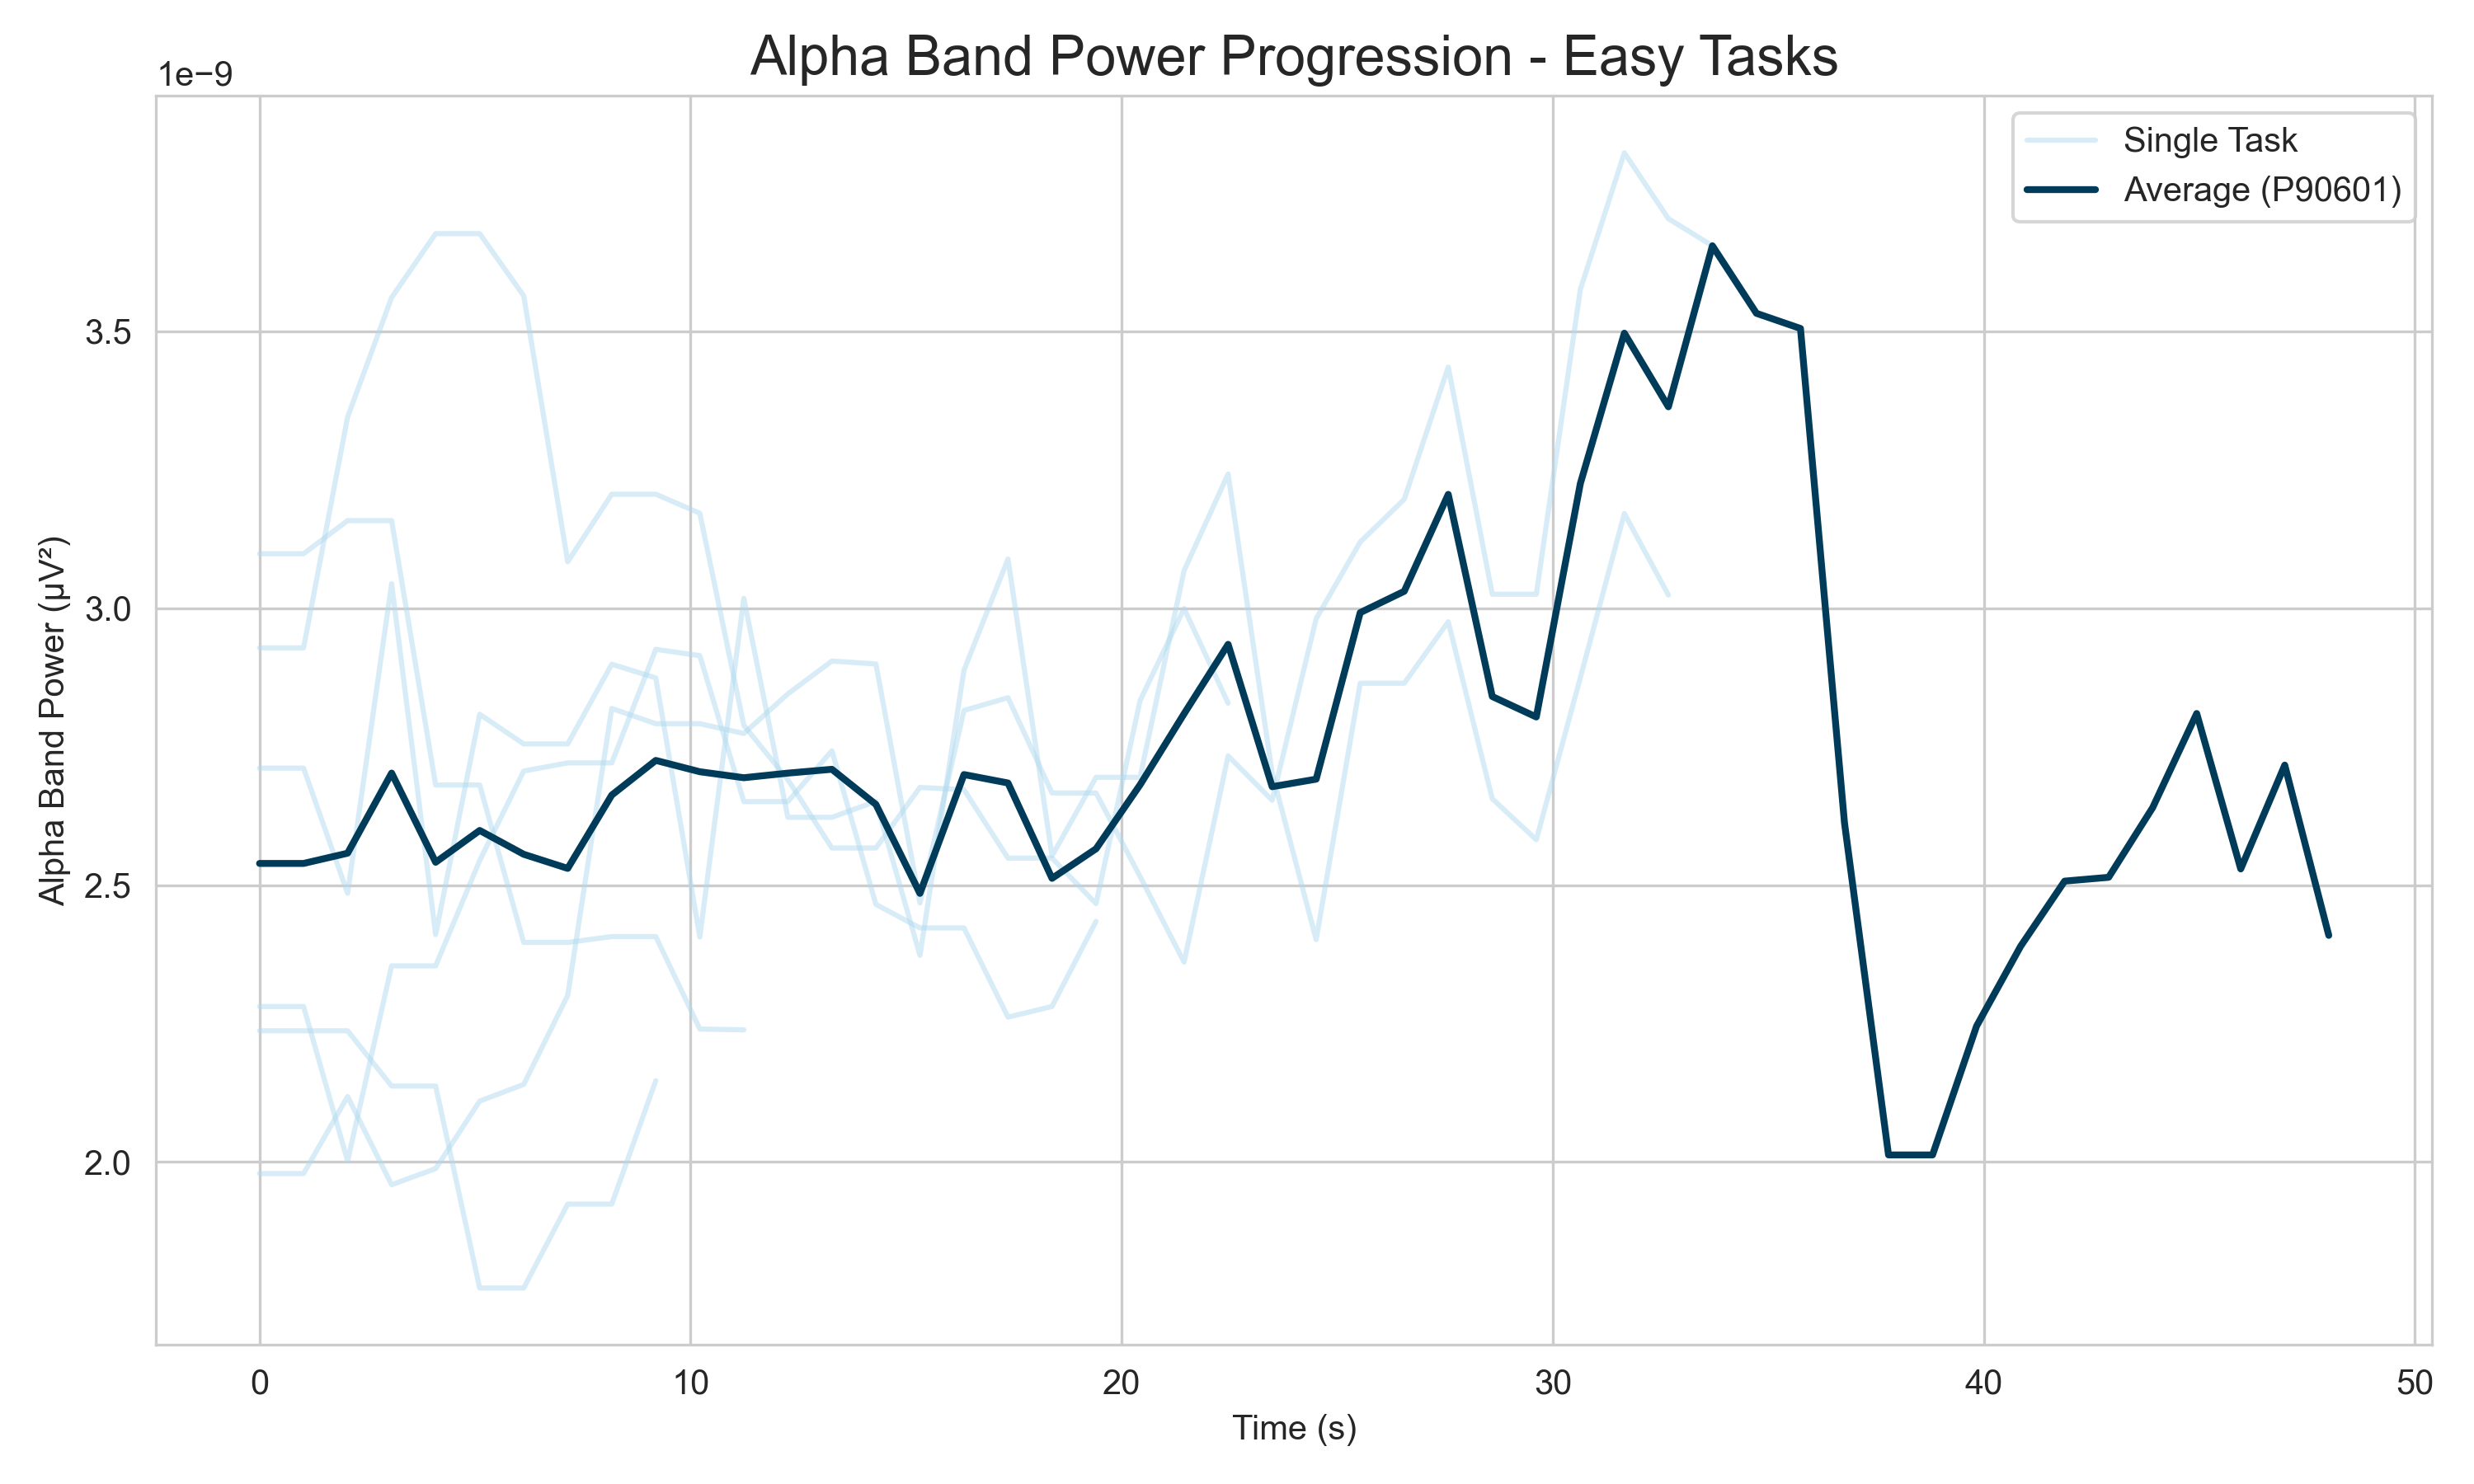 Alpha Band Power Progression - Easy Tasks
1e−9
Single Task
Average (P90601)
Alpha Band Power (µV²)
3.5
3.0
2.5
2.0
0 10 20 30 40 50
Time (s)